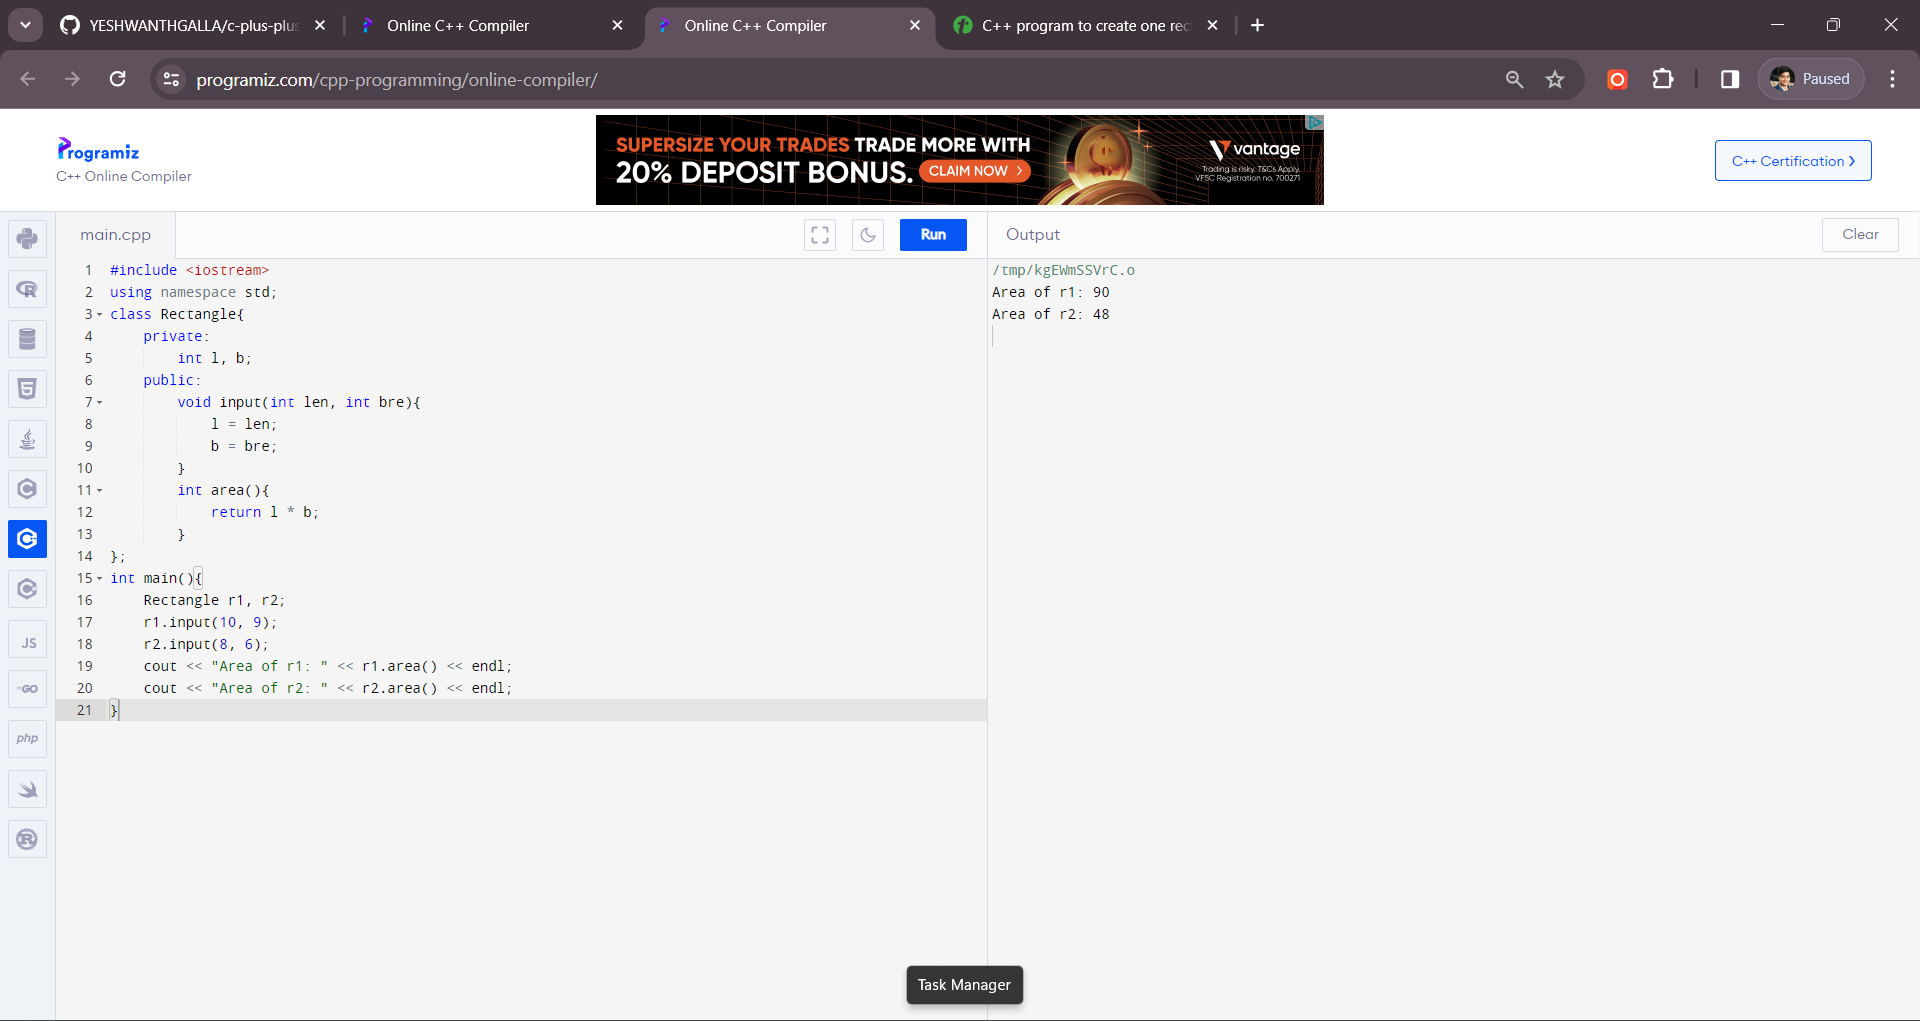 YESHWANTHGALLA/c-plus-plus
Online C++ Compiler
Online C++ Compiler
C++ program to create one rec
programiz.com/cpp-programming/online-compiler/
Paused
Programiz
C++ Online Compiler
SUPERSIZE YOUR TRADES TRADE MORE WITH
20% DEPOSIT BONUS. CLAIM NOW >
vantage
Trading is risky. T&Cs Apply.
VFSC Registration no. 700271
C++ Certification >
main.cpp
Run
Output
Clear
1 #include <iostream>
2 using namespace std;
3 class Rectangle{
4     private:
5         int l, b;
6     public:
7         void input(int len, int bre){
8             l = len;
9             b = bre;
10         }
11         int area(){
12             return l * b;
13         }
14 };
15 int main(){
16     Rectangle r1, r2;
17     r1.input(10, 9);
18     r2.input(8, 6);
19     cout << "Area of r1: " << r1.area() << endl;
20     cout << "Area of r2: " << r2.area() << endl;
21 }
/tmp/kgEWmSSVrC.o
Area of r1: 90
Area of r2: 48
R
5
C
C
C
JS
GO
php
R
Task Manager